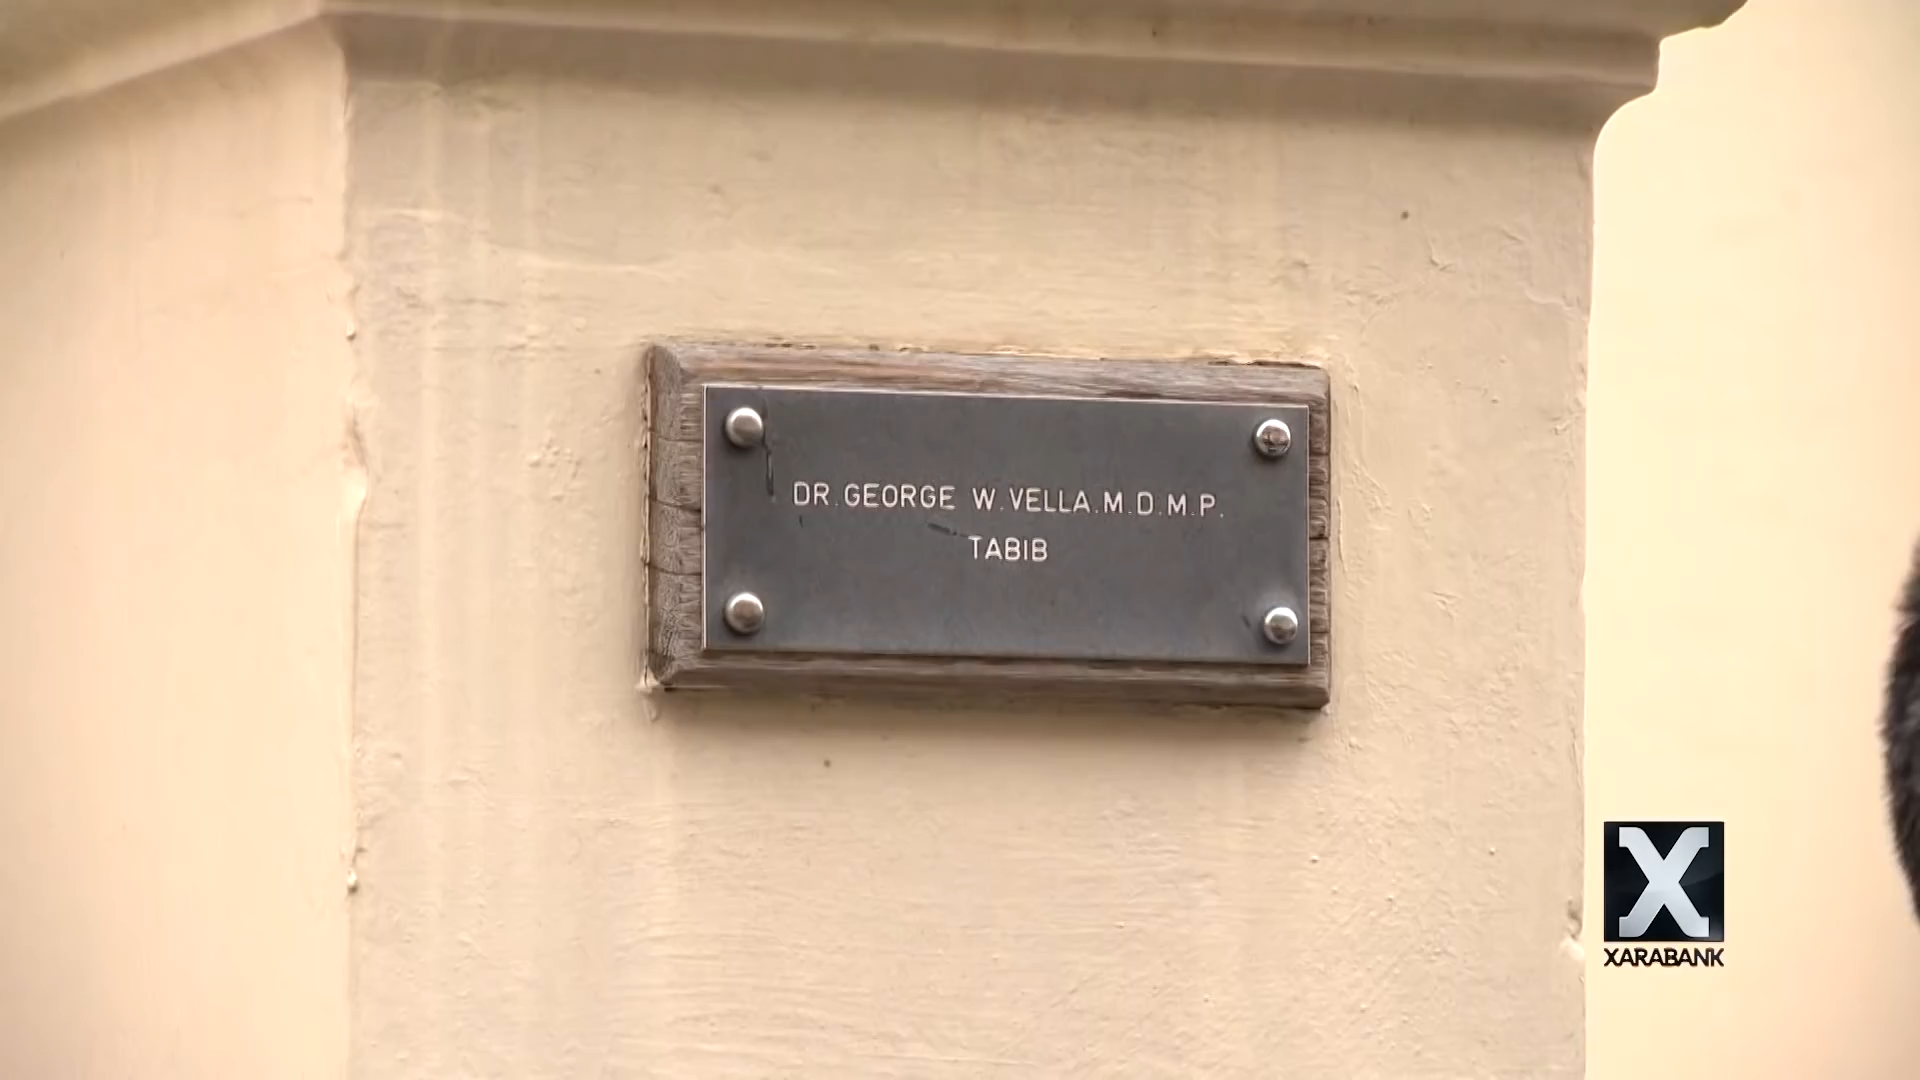 DR. GEORGE W. VELLA. M.D. M.P.
TABIB
X
XARABANK